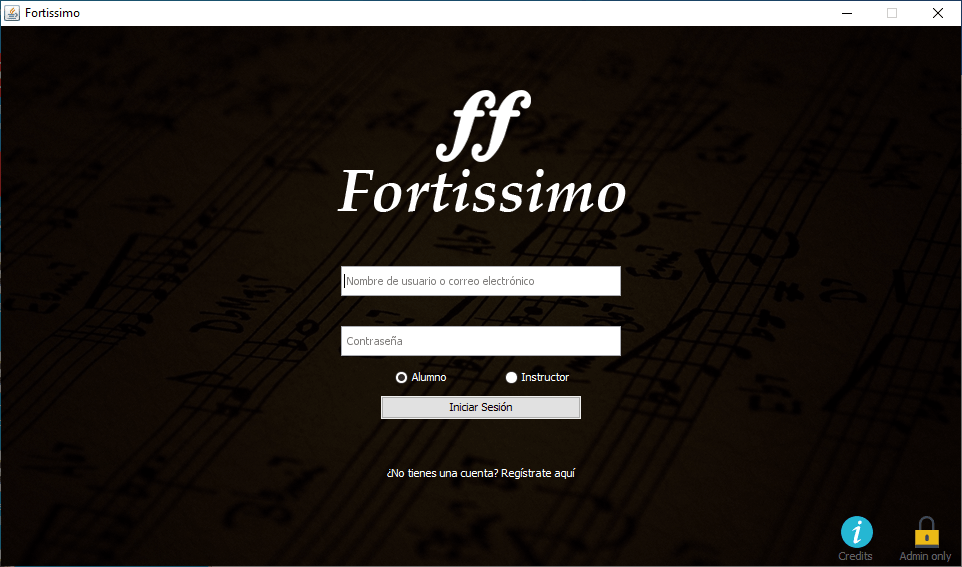 Fortissimo
ff
Fortissimo
Nombre de usuario o correo electrónico
Contraseña
Alumno Instructor
Iniciar Sesión
¿No tienes una cuenta? Regístrate aquí
Credits Admin only